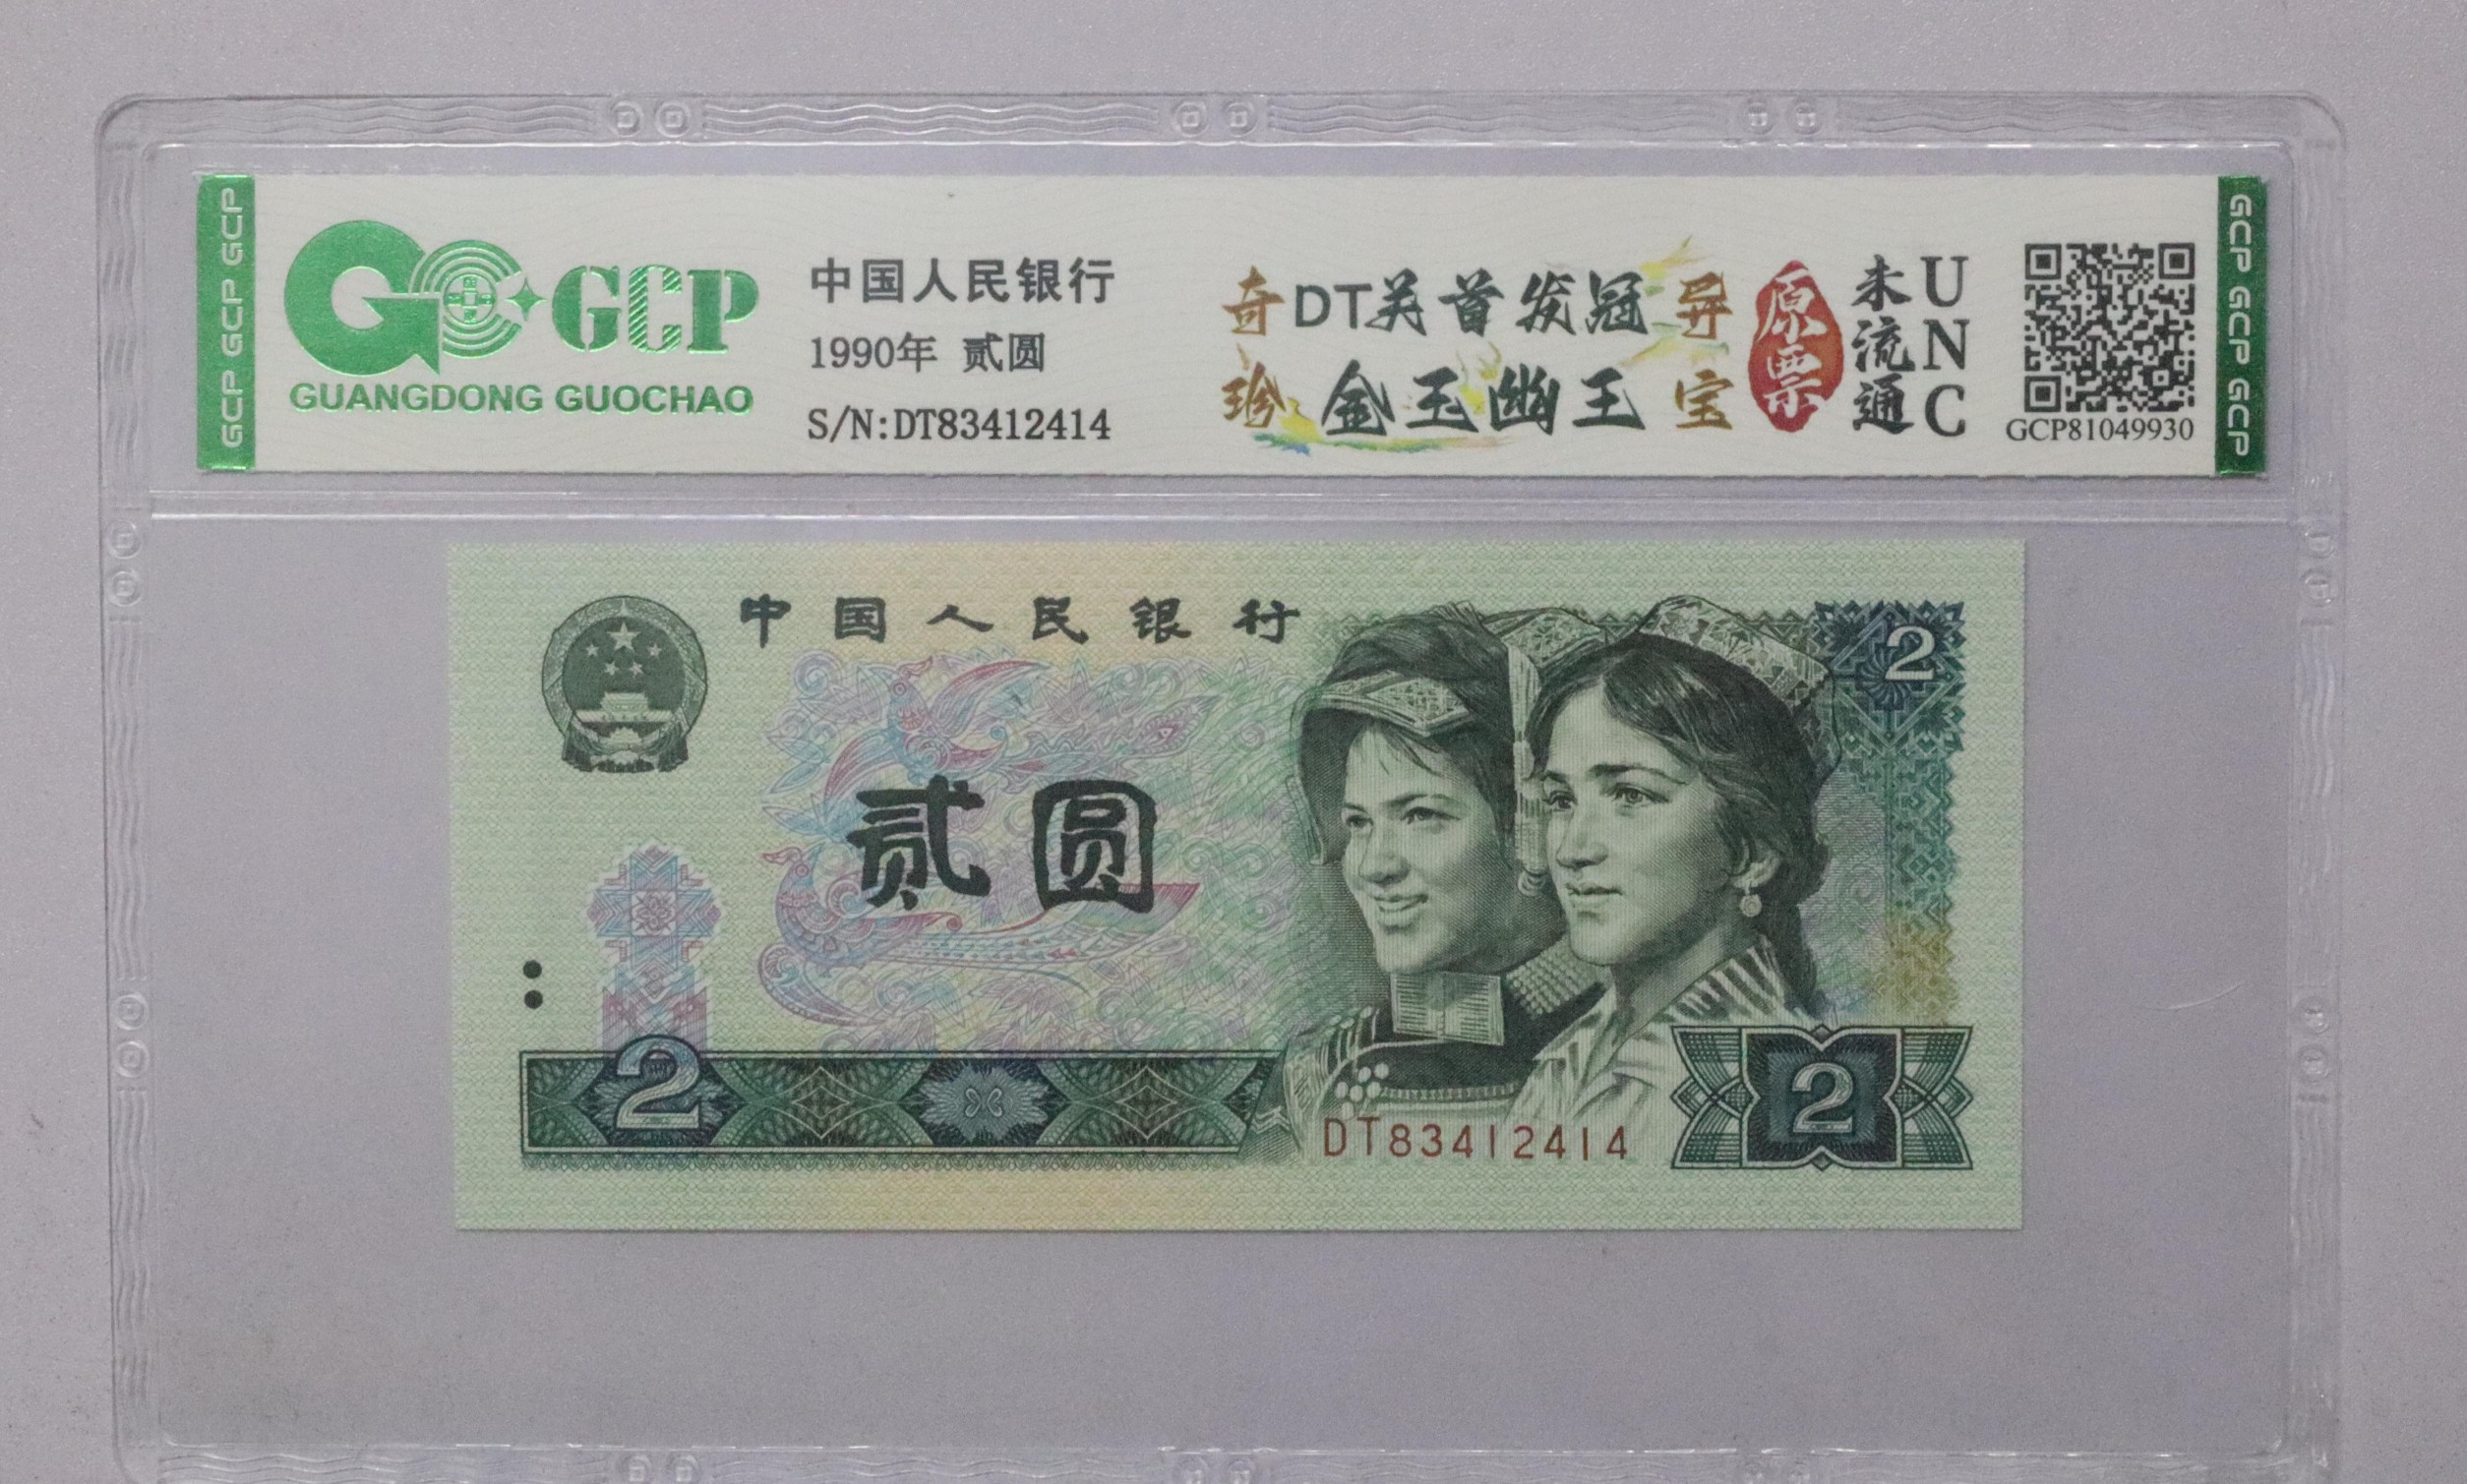 GCP GCP GCP
GCP
GUANGDONG GUOCHAO
中国人民银行
1990年 贰圆
S/N:DT83412414
奇珍异宝
DT关首发冠
金玉幽王
原票
未流通
UNC
GCP81049930
GCP GCP GCP
中国人民银行
2
贰圆
2
DT83412414
2